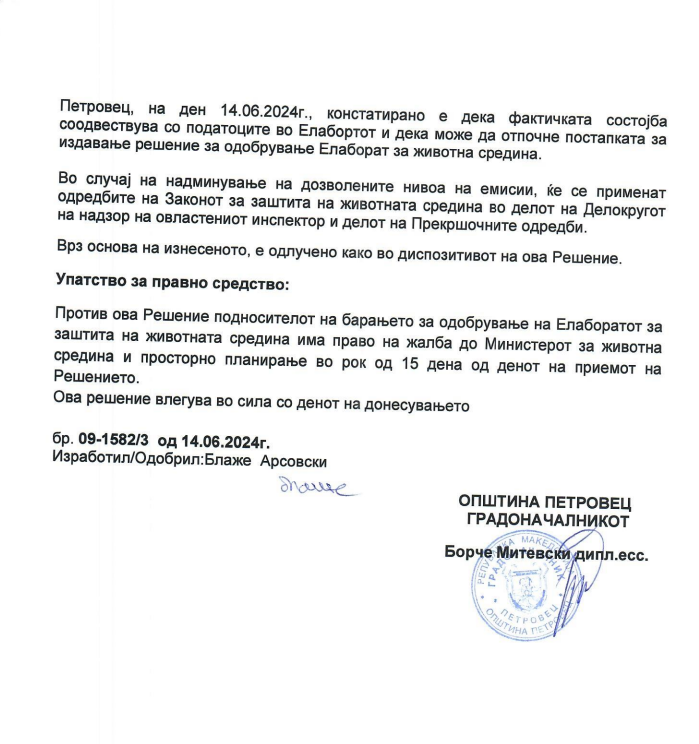 Петровец, на ден 14.06.2024г., констатирано е дека фактичката состојба
соодвествува со податоците во Елабортот и дека може да отпочне постапката за
издавање решение за одобрување Елаборат за животна средина.
Во случај на надминување на дозволените нивоа на емисии, ќе се применат
одредбите на Законот за заштита на животната средина во делот на Делокругот
на надзор на овластениот инспектор и делот на Прекршочните одредби.
Врз основа на изнесеното, е одлучено како во диспозитивот на ова Решение.
Упатство за правно средство:
Против ова Решение подносителот на барањето за одобрување на Елаборатот за
заштита на животната средина има право на жалба до Министерот за животна
средина и просторно планирање во рок од 15 дена од денот на приемот на
Решението.
Ова решение влегува во сила со денот на донесувањето
бр. 09-1582/3 од 14.06.2024г.
Изработил/Одобрил:Блаже Арсовски
ОПШТИНА ПЕТРОВЕЦ
ГРАДОНАЧАЛНИКОТ
Борче Митевски дипл.есс.
РЕПУБЛИКА МАКЕДОНИЈА
ГРАДОНАЧАЛНИК
ПЕТРОВЕЦ
ОПШТИНА ПЕТРОВЕЦ